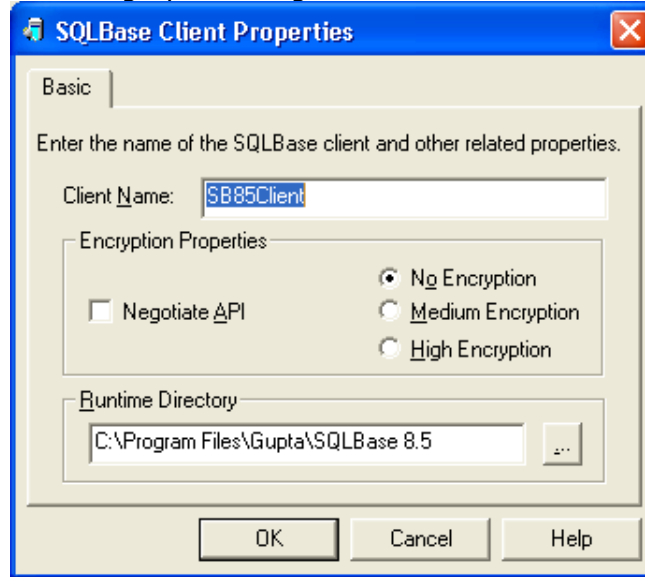 SQLBase Client Properties
Basic
Enter the name of the SQLBase client and other related properties.
Client Name: SB85Client
Encryption Properties
No Encryption
Negotiate API
Medium Encryption
High Encryption
Runtime Directory
C:\Program Files\Gupta\SQLBase 8.5
...
OK Cancel Help